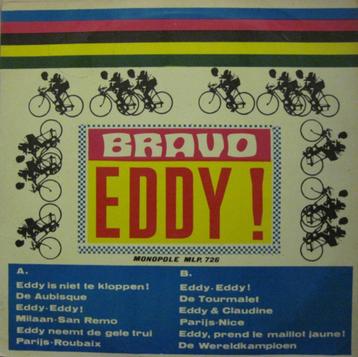 BRAVO
EDDY !
MONOPOLE MLP. 726
A.
Eddy is niet te kloppen!
De Aubisque
Eddy-Eddy!
Milaan-San Remo
Eddy neemt de gele trui
Parijs-Roubaix
B.
Eddy-Eddy!
De Tourmalet
Eddy & Claudine
Parijs-Nice
Eddy, prend le maillot jaune!
De Wereldkampioen